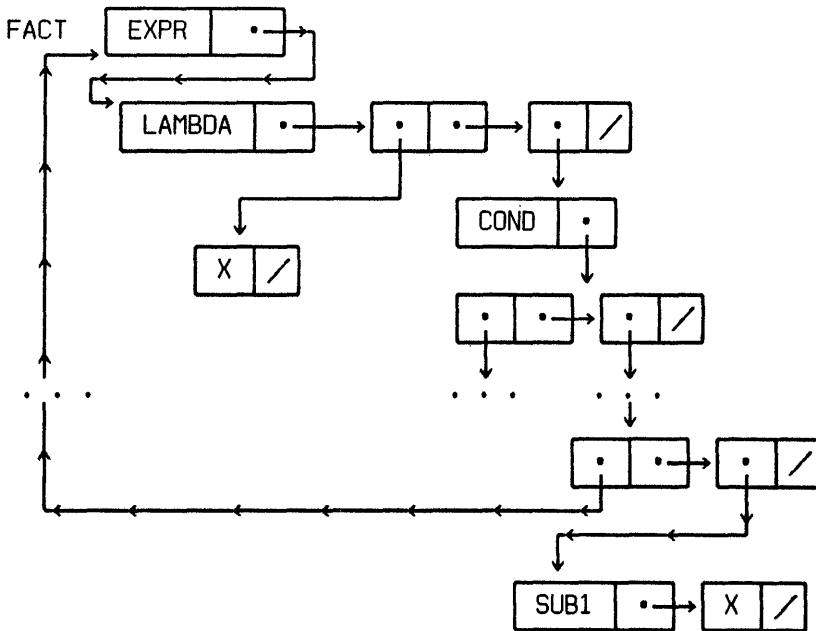 FACT EXPR
LAMBDA
COND
X
. . . . . . . . .
SUB1 X